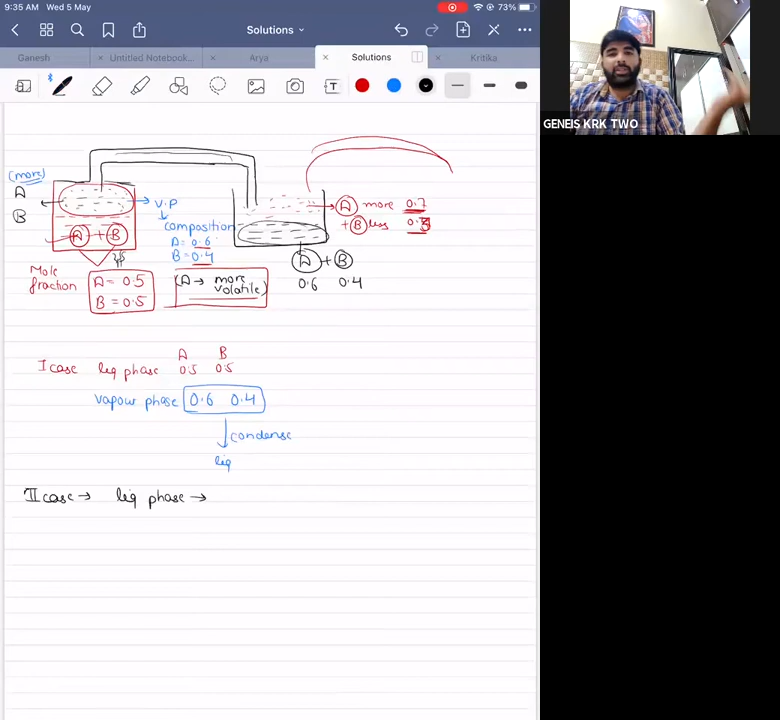 9:35 AM Wed 5 May
73%
Solutions
Ganesh
Untitled Notebook...
Arya
Solutions
Kritika
T
GENEIS KRK TWO
(more)
A
B
A + B
V.P
composition
A = 0.6
B = 0.4
Mole fraction
A = 0.5
B = 0.5
(A → more volatile)
A more 0.7
+ B less 0.3
A + B
0.6 0.4
I case liq phase
A B
0.5 0.5
Vapour phase 0.6 0.4
condense
liq
II case → liq phase →